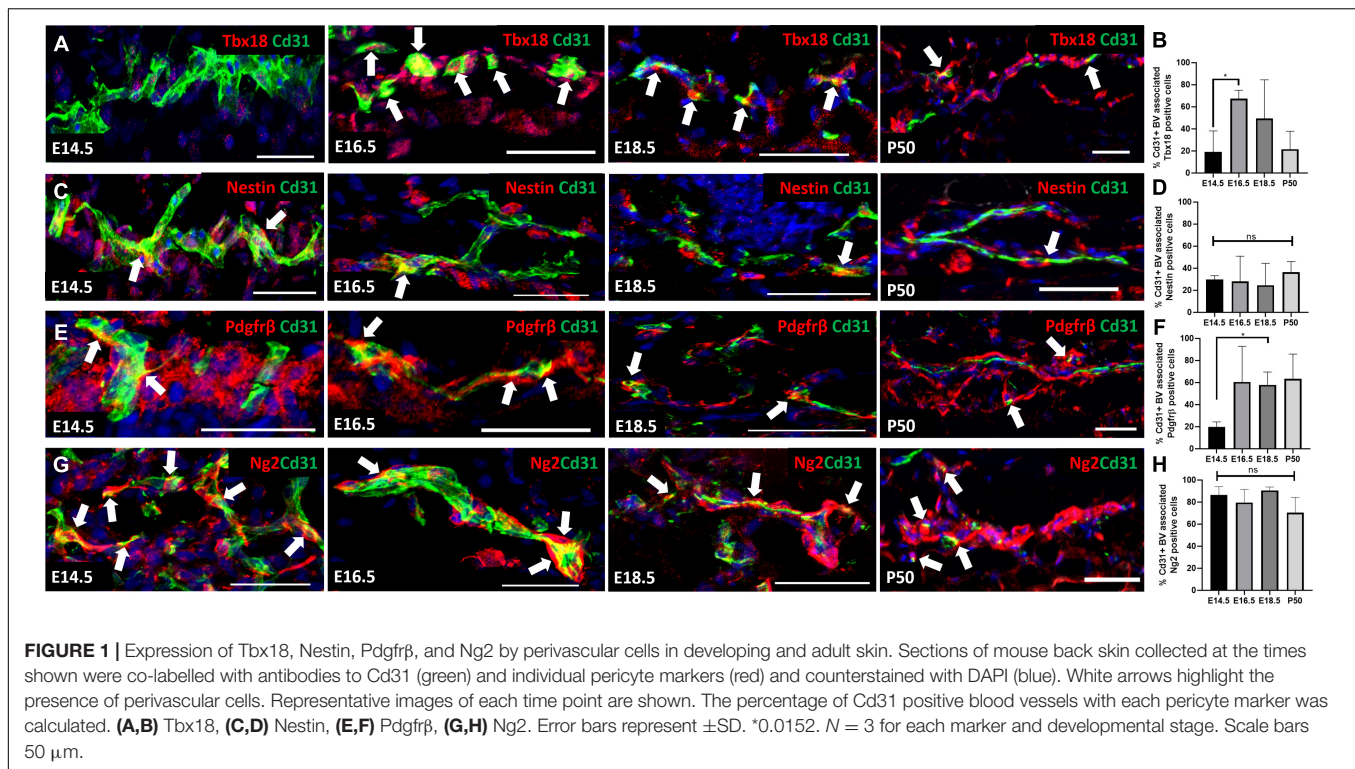 A
Tbx18 Cd31
E14.5
Tbx18 Cd31
E16.5
Tbx18 Cd31
E18.5
Tbx18 Cd31
P50
B
% Cd31+ BV associated
Tbx18 positive cells
100
80
60
40
20
0
*
E14.5 E16.5 E18.5 P50
C
Nestin Cd31
E14.5
Nestin Cd31
E16.5
Nestin Cd31
E18.5
Nestin Cd31
P50
D
% Cd31+ BV associated
Nestin positive cells
100
80
60
40
20
0
ns
E14.5 E16.5 E18.5 P50
E
Pdgfrβ Cd31
E14.5
Pdgfrβ Cd31
E16.5
Pdgfrβ Cd31
E18.5
Pdgfrβ Cd31
P50
F
% Cd31+ BV associated
Pdgfrβ positive cells
100
80
60
40
20
0
*
E14.5 E16.5 E18.5 P50
G
Ng2Cd31
E14.5
Ng2Cd31
E16.5
Ng2Cd31
E18.5
Ng2Cd31
P50
H
% Cd31+ BV associated
Ng2 positive cells
100
80
60
40
20
0
ns
E14.5 E16.5 E18.5 P50
FIGURE 1 | Expression of Tbx18, Nestin, Pdgfrβ, and Ng2 by perivascular cells in developing and adult skin. Sections of mouse back skin collected at the times
shown were co-labelled with antibodies to Cd31 (green) and individual pericyte markers (red) and counterstained with DAPI (blue). White arrows highlight the
presence of perivascular cells. Representative images of each time point are shown. The percentage of Cd31 positive blood vessels with each pericyte marker was
calculated. (A,B) Tbx18, (C,D) Nestin, (E,F) Pdgfrβ, (G,H) Ng2. Error bars represent ±SD. *0.0152. N = 3 for each marker and developmental stage. Scale bars
50 μm.